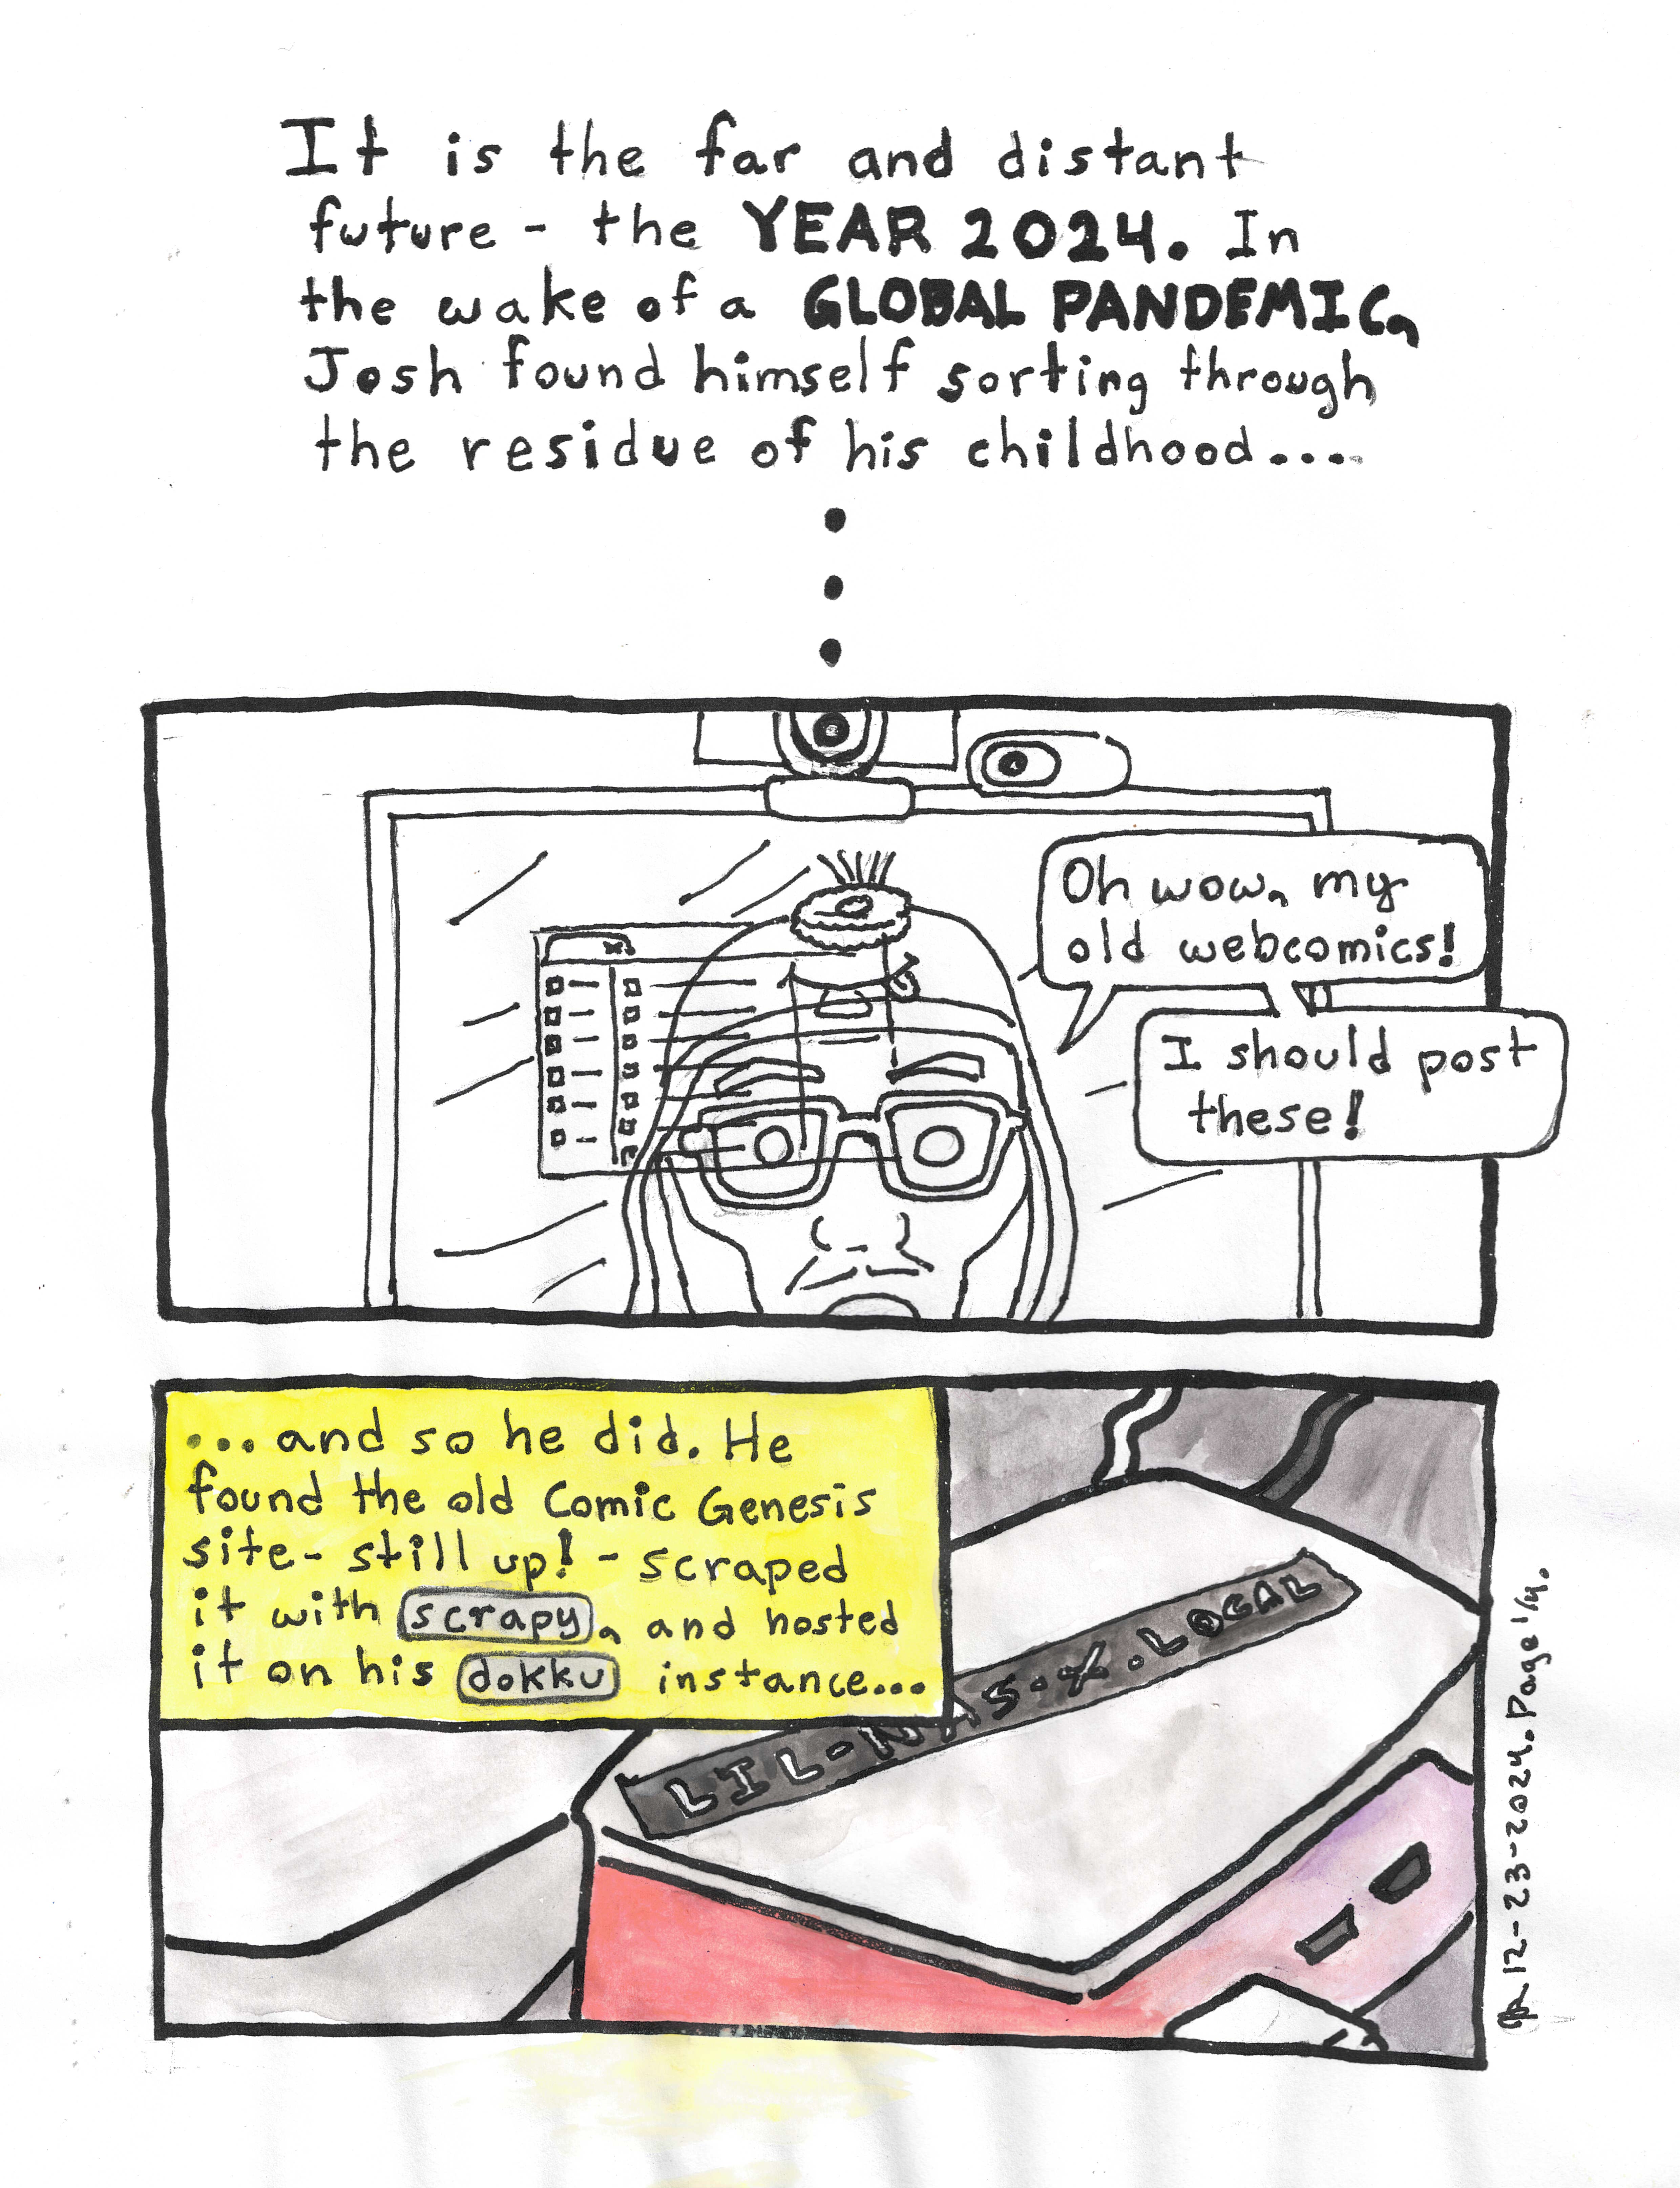 It is the far and distant
future - the YEAR 2024. In
the wake of a GLOBAL PANDEMIC,
Josh found himself sorting through
the residue of his childhood....
Oh wow, my
old webcomics!
I should post
these!
...and so he did. He
found the old Comic Genesis
site - still up! - scraped
it with scrapy, and hosted
it on his dokku instance...
LIL-NAS-X.LOCAL
12-23-2024. Page 1/4.